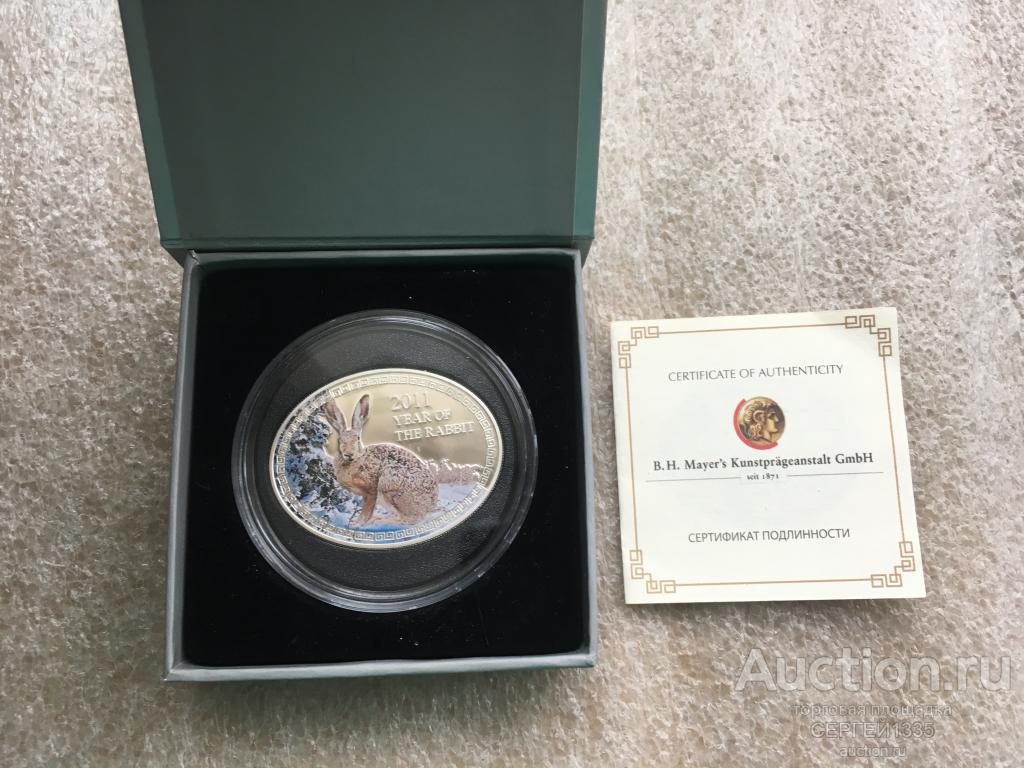 2011
YEAR OF
THE RABBIT
CERTIFICATE OF AUTHENTICITY
B.H. Mayer's Kunstprägeanstalt GmbH
seit 1871
СЕРТИФИКАТ ПОДЛИННОСТИ
Auction.ru
торговая площадка
СЕРГЕЙ1335
auction.ru